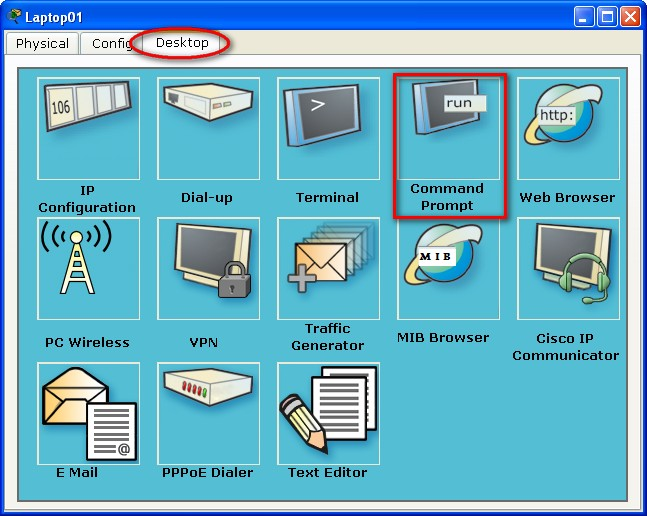 Laptop01
Physical
Config
Desktop
106
>
run
http:
IP
Configuration
Dial-up
Terminal
Command
Prompt
Web Browser
MIB
PC Wireless
VPN
Traffic
Generator
MIB Browser
Cisco IP
Communicator
@
E Mail
PPPoE Dialer
Text Editor